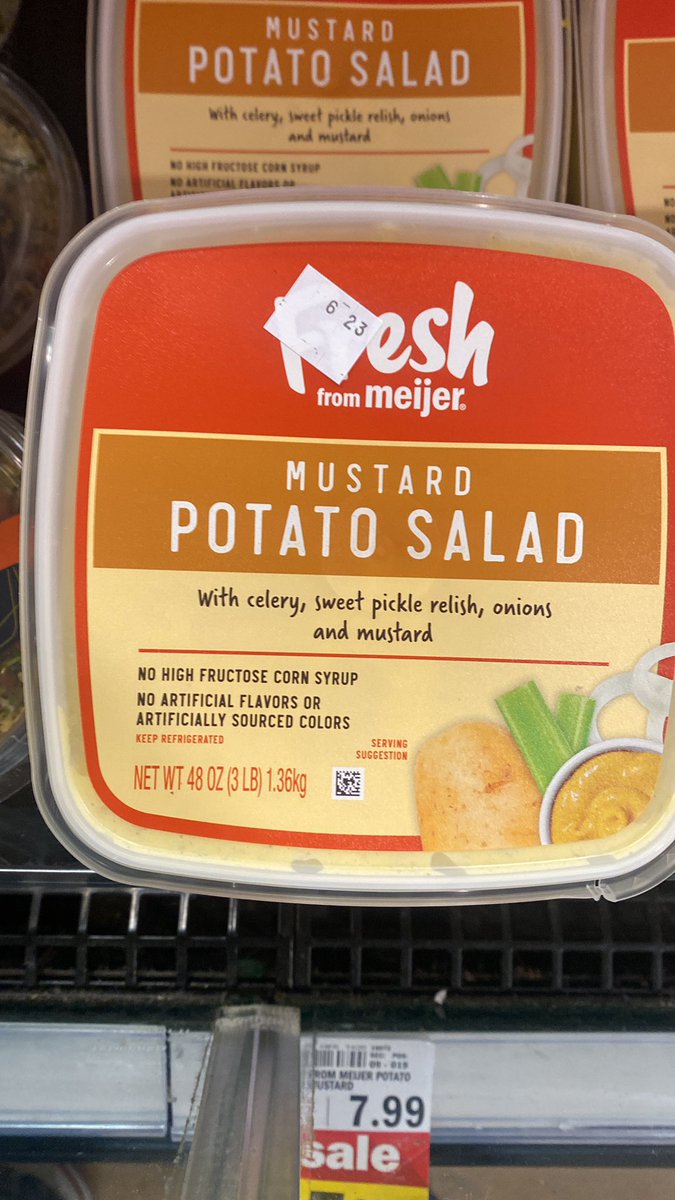 MUSTARD
POTATO SALAD
With celery, sweet pickle relish, onions
and mustard
NO HIGH FRUCTOSE CORN SYRUP
NO ARTIFICIAL FLAVORS OR
6 23
esh
from meijer®
MUSTARD
POTATO SALAD
With celery, sweet pickle relish, onions
and mustard
NO HIGH FRUCTOSE CORN SYRUP
NO ARTIFICIAL FLAVORS OR
ARTIFICIALLY SOURCED COLORS
KEEP REFRIGERATED
SERVING
SUGGESTION
NET WT 48 OZ (3 LB) 1.36kg
ROM MEIJER POTATO
USTARD
7.99
sale